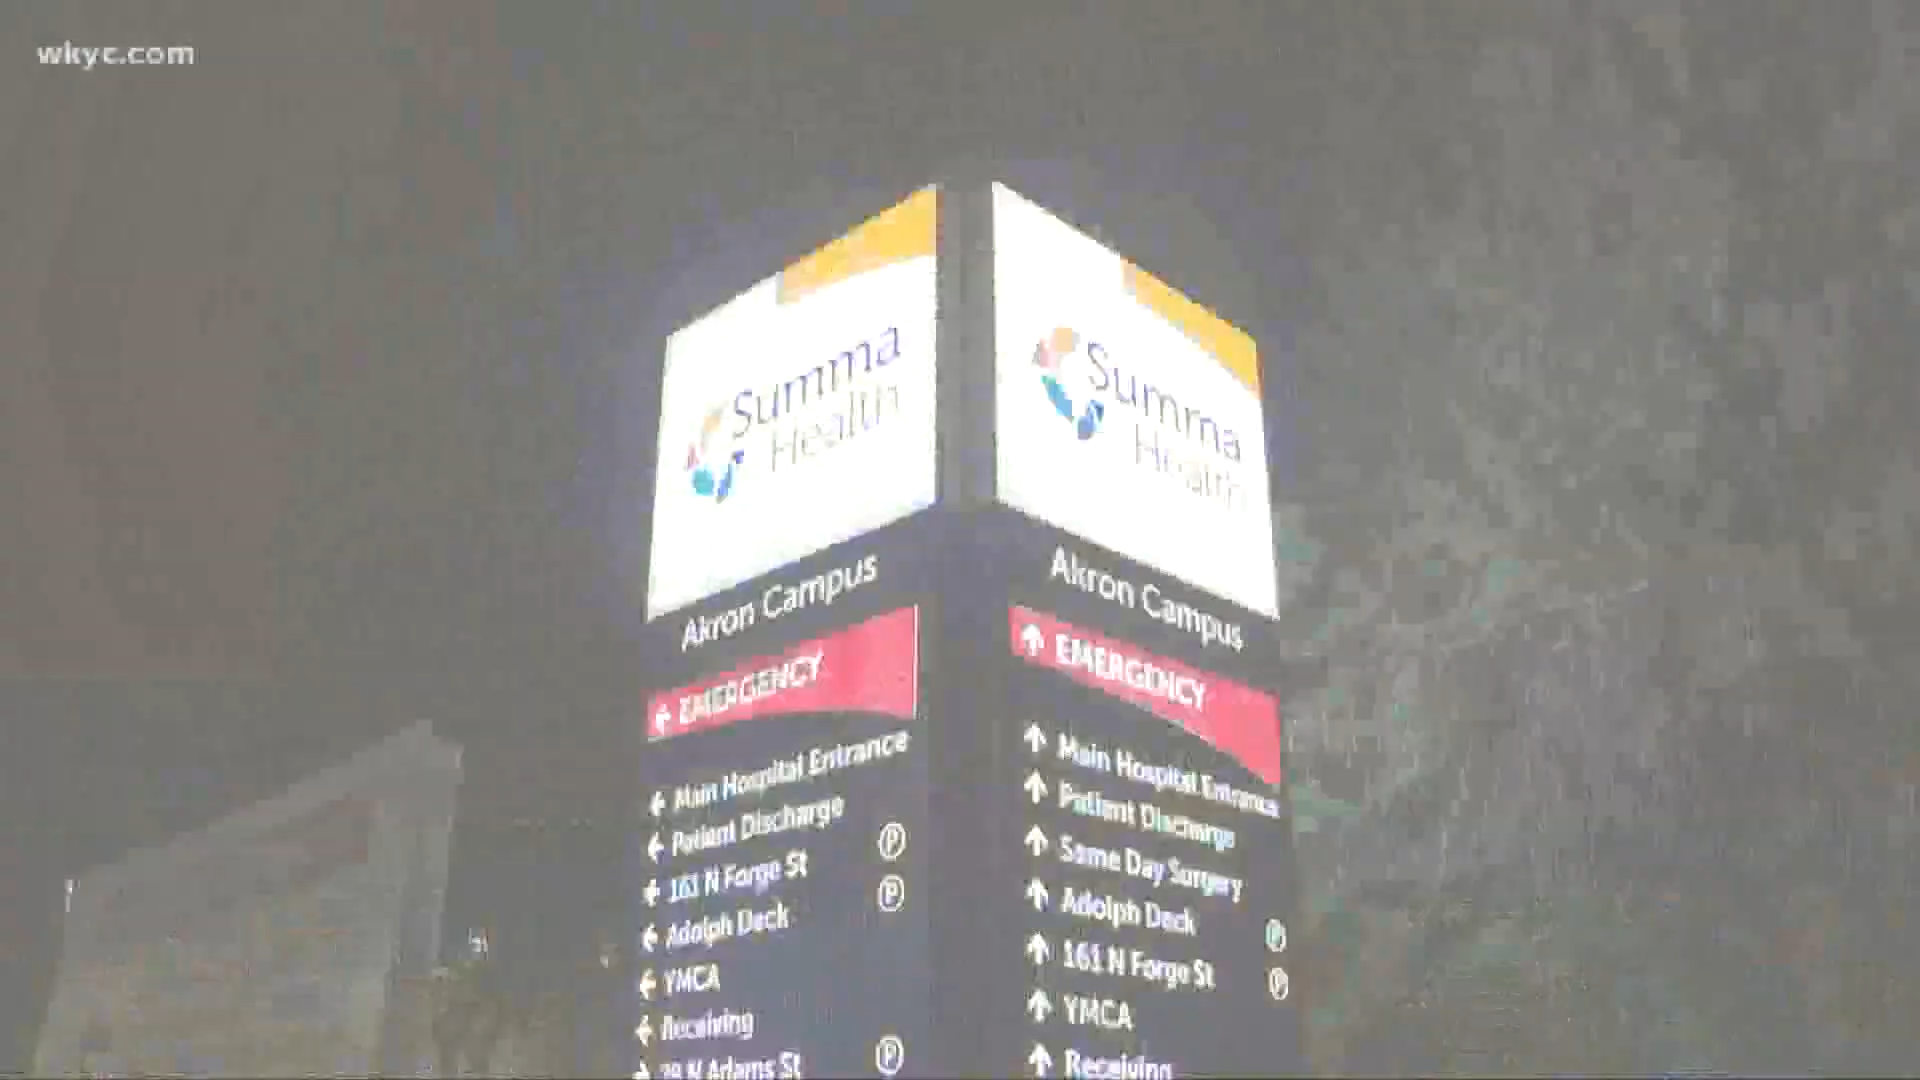 wkyc.com
Summa
Health
Akron Campus
← EMERGENCY
← Main Hospital Entrance
← Patient Discharge
← 161 N Forge St Ⓟ
← Adolph Deck Ⓟ
← YMCA
← Receiving
N Adams St Ⓟ
Summa
Health
Akron Campus
↑ EMERGENCY
↑ Main Hospital Entrance
↑ Patient Discharge
↑ Same Day Surgery
↑ Adolph Deck Ⓟ
↑ 161 N Forge St Ⓟ
↑ YMCA
↑ Receiving